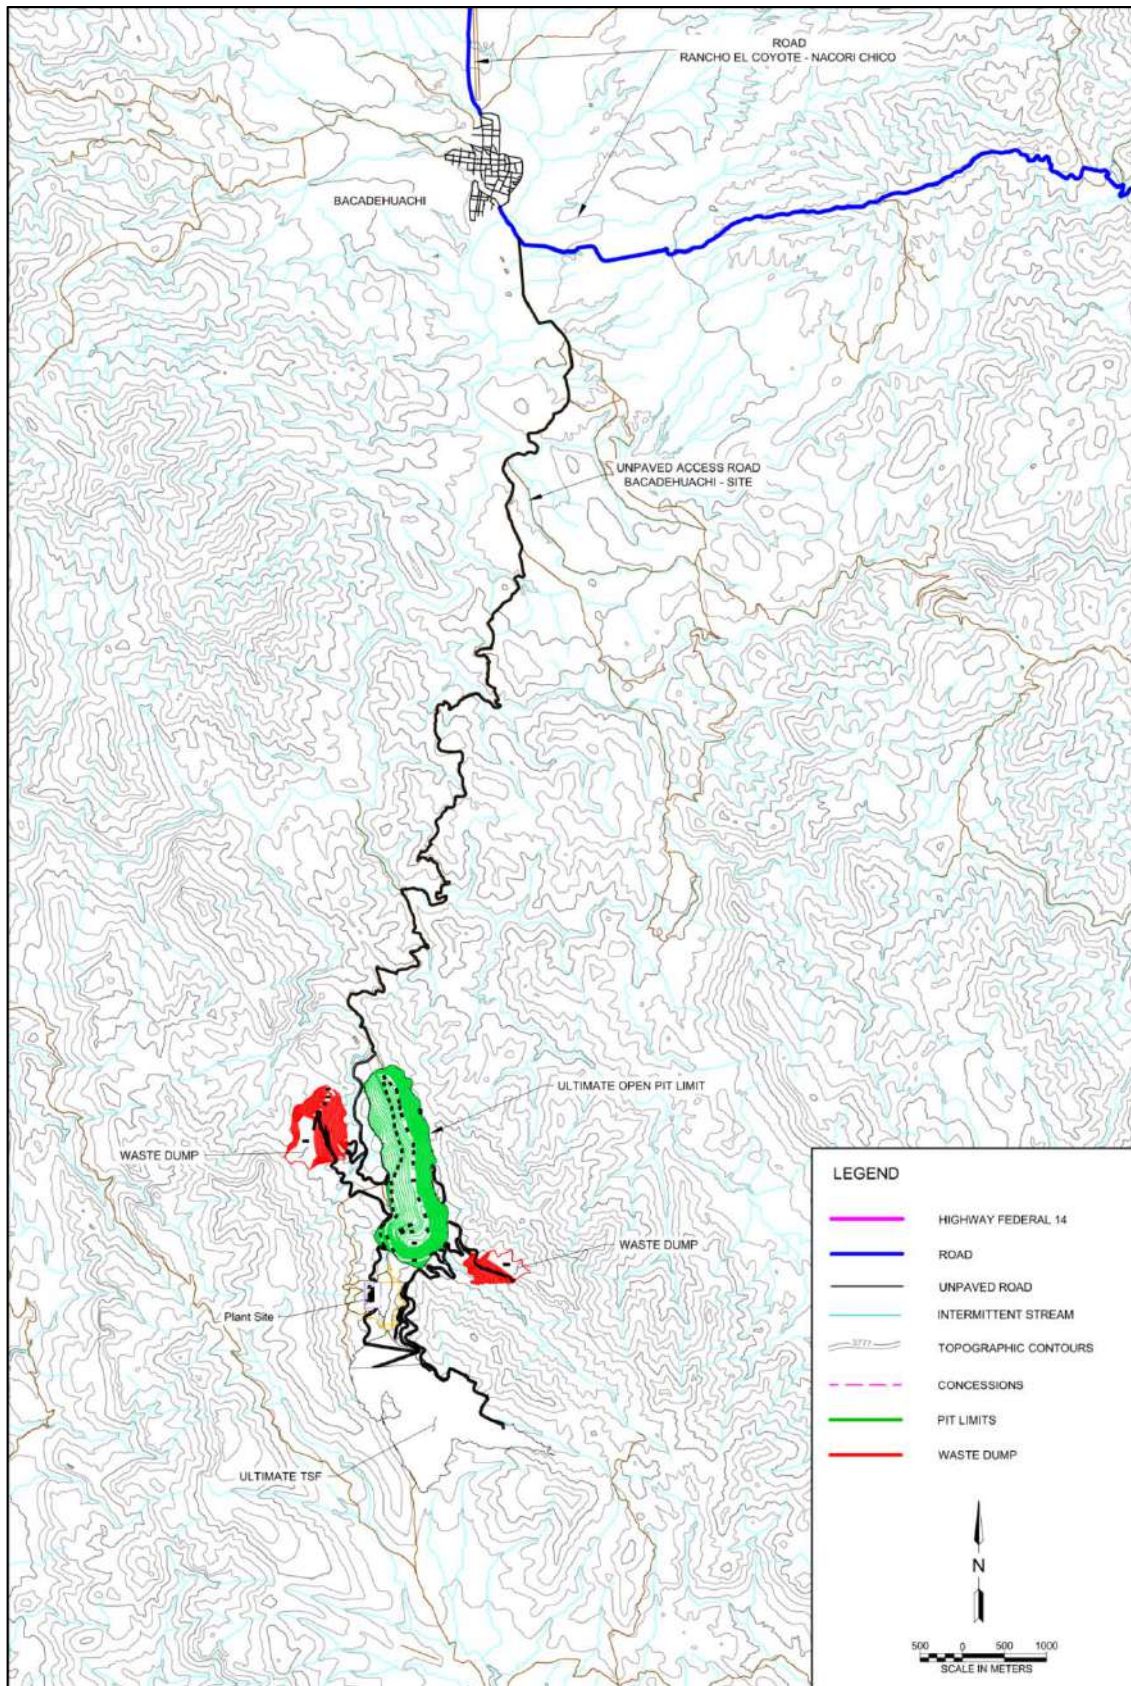 ROAD
RANCHO EL COYOTE - NACORI CHICO
BACADEHUACHI
UNPAVED ACCESS ROAD
BACADEHUACHI - SITE
ULTIMATE OPEN PIT LIMIT
WASTE DUMP
WASTE DUMP
Plant Site
ULTIMATE TSF
LEGEND
HIGHWAY FEDERAL 14
ROAD
UNPAVED ROAD
INTERMITTENT STREAM
TOPOGRAPHIC CONTOURS
CONCESSIONS
PIT LIMITS
WASTE DUMP
N
500 0 500 1000
SCALE IN METERS